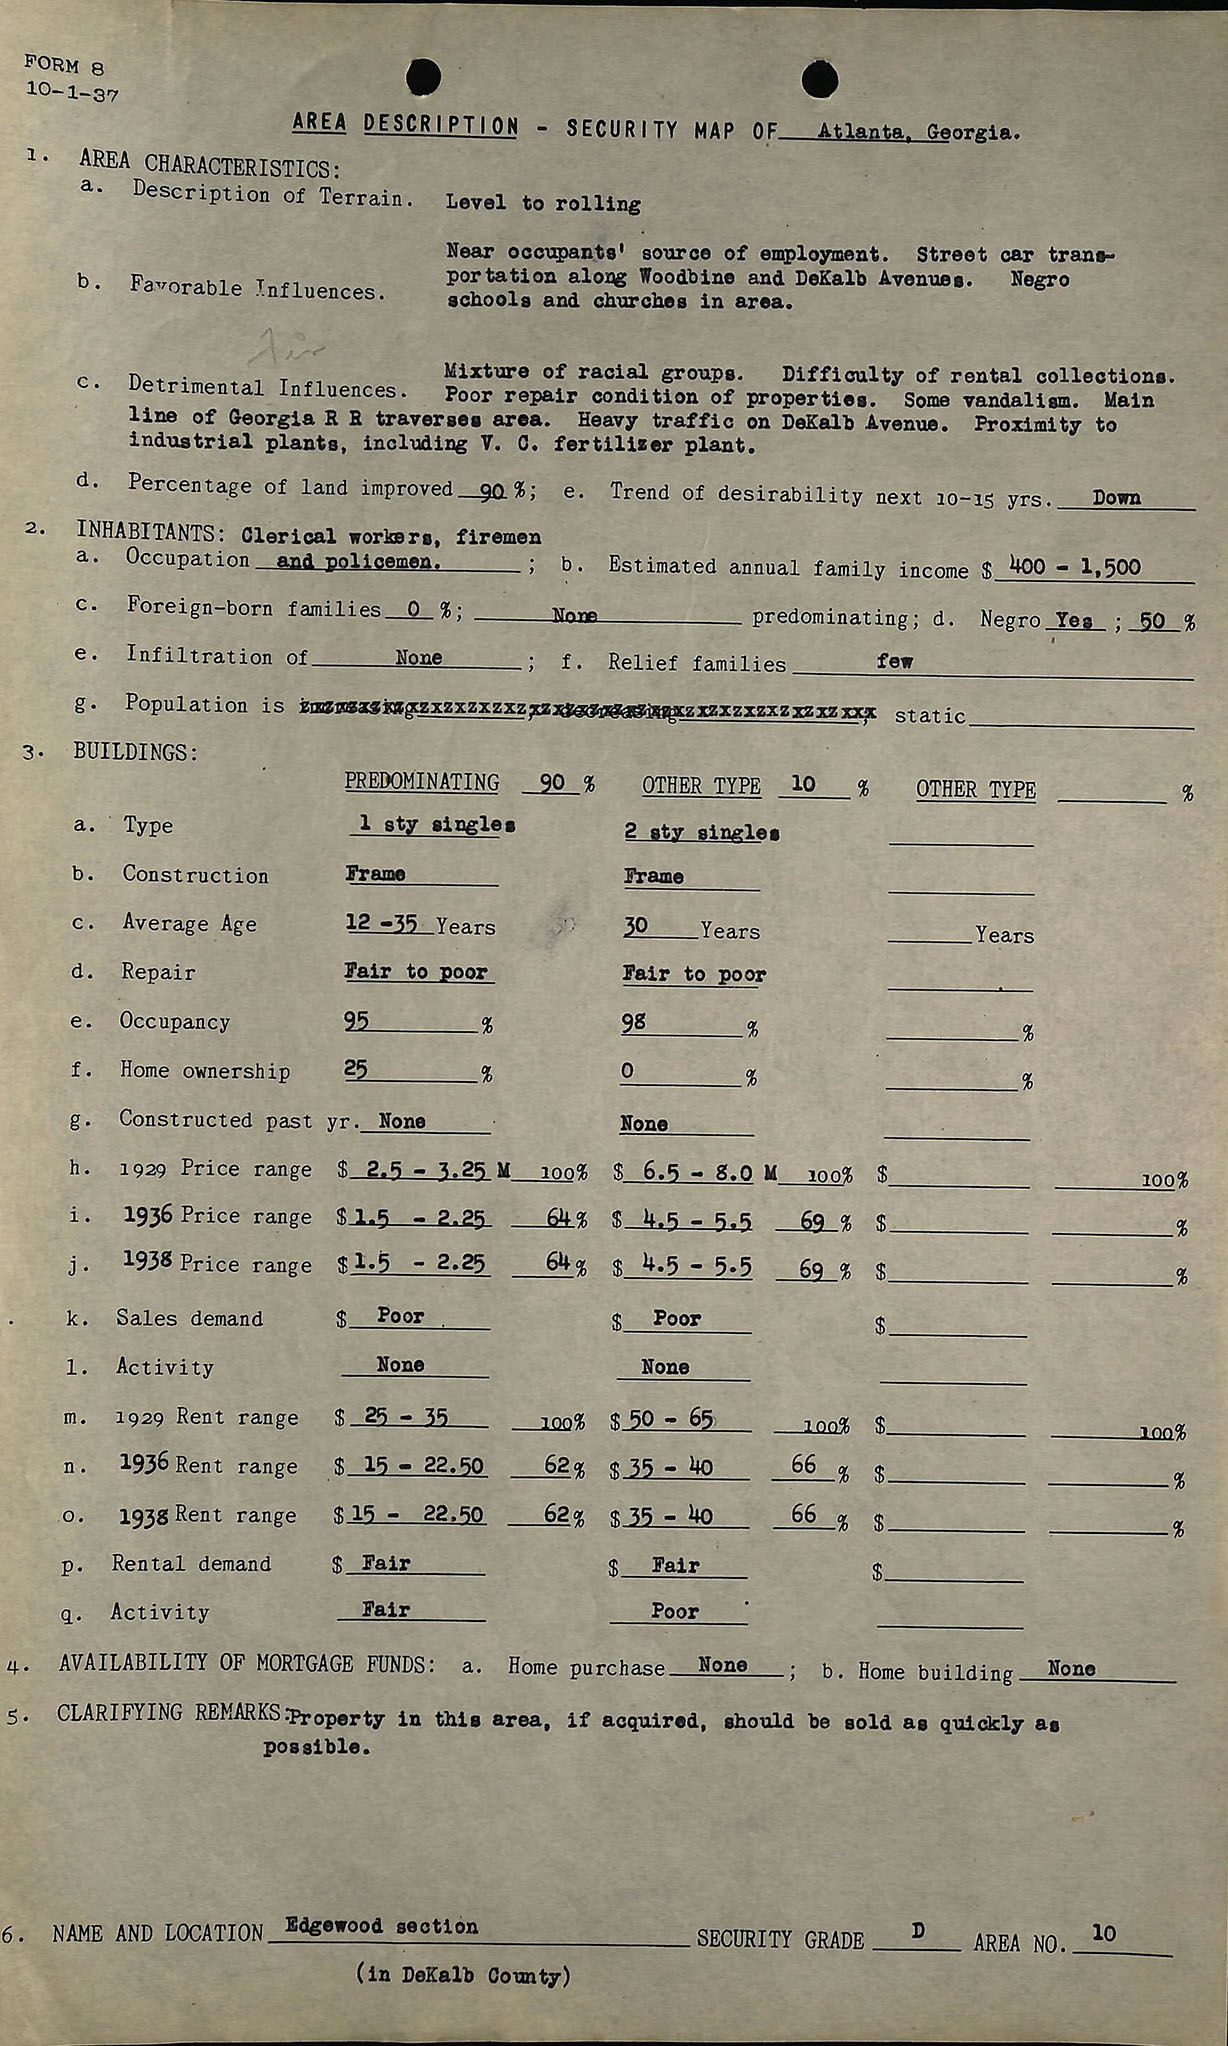 FORM 8
10-1-37
AREA DESCRIPTION - SECURITY MAP OF Atlanta, Georgia.
1. AREA CHARACTERISTICS:
a. Description of Terrain. Level to rolling
Near occupants' source of employment. Street car trans-
b. Favorable Influences. portation along Woodbine and DeKalb Avenues. Negro
schools and churches in area.
Mixture of racial groups. Difficulty of rental collections.
c. Detrimental Influences. Poor repair condition of properties. Some vandalism. Main
line of Georgia R R traverses area. Heavy traffic on DeKalb Avenue. Proximity to
industrial plants, including V. C. fertilizer plant.
d. Percentage of land improved 90 %; e. Trend of desirability next 10-15 yrs. Down
2. INHABITANTS: Clerical workers, firemen
a. Occupation and policemen. ; b. Estimated annual family income $ 400 - 1,500
c. Foreign-born families 0 %; None predominating; d. Negro Yes ; 50 %
e. Infiltration of None ; f. Relief families few
g. Population is static
3. BUILDINGS:
PREDOMINATING 90 % OTHER TYPE 10 % OTHER TYPE %
a. Type 1 sty singles 2 sty singles
b. Construction Frame Frame
c. Average Age 12 -35 Years 30 Years Years
d. Repair Fair to poor Fair to poor
e. Occupancy 95 % 98 % %
f. Home ownership 25 % 0 % %
g. Constructed past yr. None None
h. 1929 Price range $ 2.5 - 3.25 M 100% $ 6.5 - 8.0 M 100% $ 100%
i. 1936 Price range $ 1.5 - 2.25 64% $ 4.5 - 5.5 69 % $ %
j. 1938 Price range $ 1.5 - 2.25 64% $ 4.5 - 5.5 69 % $ %
k. Sales demand $ Poor $ Poor $
l. Activity None None
m. 1929 Rent range $ 25 - 35 100% $ 50 - 65 100% $ 100%
n. 1936 Rent range $ 15 - 22.50 62% $ 35 - 40 66 % $ %
o. 1938 Rent range $ 15 - 22.50 62% $ 35 - 40 66 % $ %
p. Rental demand $ Fair $ Fair $
q. Activity Fair Poor
4. AVAILABILITY OF MORTGAGE FUNDS: a. Home purchase None ; b. Home building None
5. CLARIFYING REMARKS: Property in this area, if acquired, should be sold as quickly as
possible.
6. NAME AND LOCATION Edgewood section SECURITY GRADE D AREA NO. 10
(in DeKalb County)